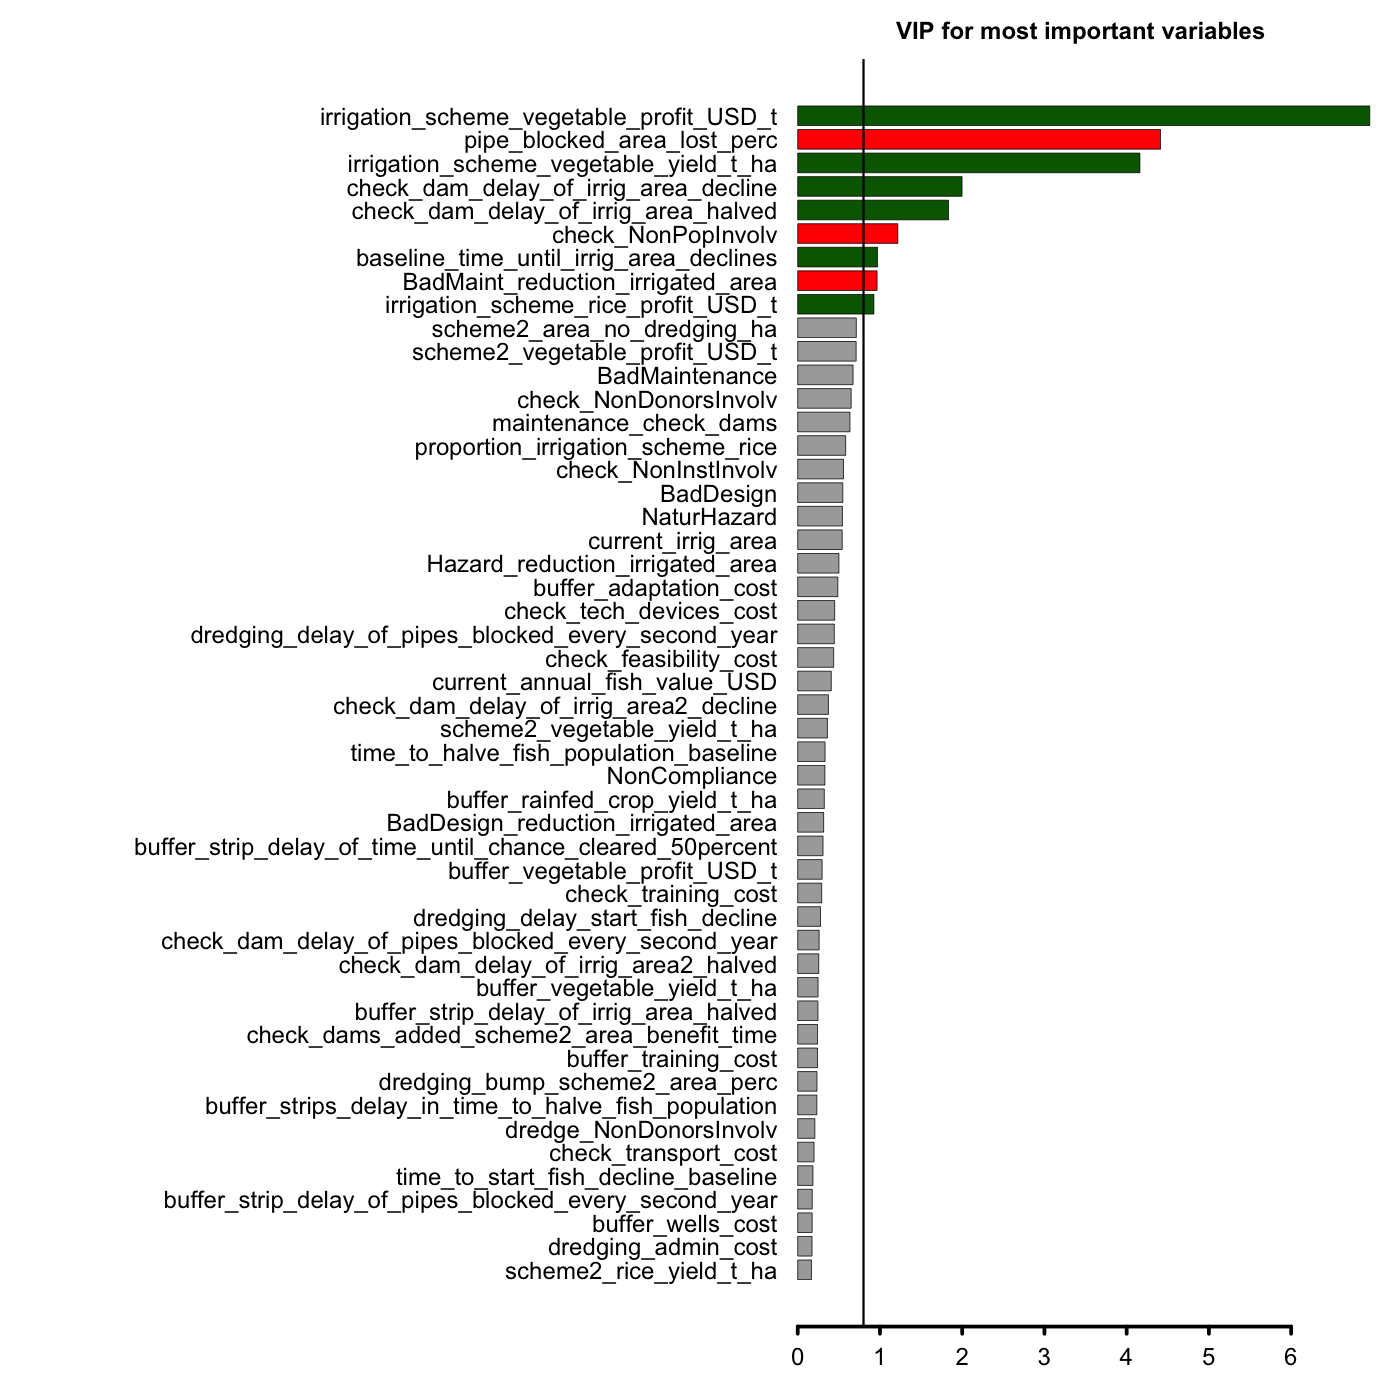 VIP for most important variables
irrigation_scheme_vegetable_profit_USD_t
pipe_blocked_area_lost_perc
irrigation_scheme_vegetable_yield_t_ha
check_dam_delay_of_irrig_area_decline
check_dam_delay_of_irrig_area_halved
check_NonPopInvolv
baseline_time_until_irrig_area_declines
BadMaint_reduction_irrigated_area
irrigation_scheme_rice_profit_USD_t
scheme2_area_no_dredging_ha
scheme2_vegetable_profit_USD_t
BadMaintenance
check_NonDonorsInvolv
maintenance_check_dams
proportion_irrigation_scheme_rice
check_NonInstInvolv
BadDesign
NaturHazard
current_irrig_area
Hazard_reduction_irrigated_area
buffer_adaptation_cost
check_tech_devices_cost
dredging_delay_of_pipes_blocked_every_second_year
check_feasibility_cost
current_annual_fish_value_USD
check_dam_delay_of_irrig_area2_decline
scheme2_vegetable_yield_t_ha
time_to_halve_fish_population_baseline
NonCompliance
buffer_rainfed_crop_yield_t_ha
BadDesign_reduction_irrigated_area
buffer_strip_delay_of_time_until_chance_cleared_50percent
buffer_vegetable_profit_USD_t
check_training_cost
dredging_delay_start_fish_decline
check_dam_delay_of_pipes_blocked_every_second_year
check_dam_delay_of_irrig_area2_halved
buffer_vegetable_yield_t_ha
buffer_strip_delay_of_irrig_area_halved
check_dams_added_scheme2_area_benefit_time
buffer_training_cost
dredging_bump_scheme2_area_perc
buffer_strips_delay_in_time_to_halve_fish_population
dredge_NonDonorsInvolv
check_transport_cost
time_to_start_fish_decline_baseline
buffer_strip_delay_of_pipes_blocked_every_second_year
buffer_wells_cost
dredging_admin_cost
scheme2_rice_yield_t_ha
0 1 2 3 4 5 6